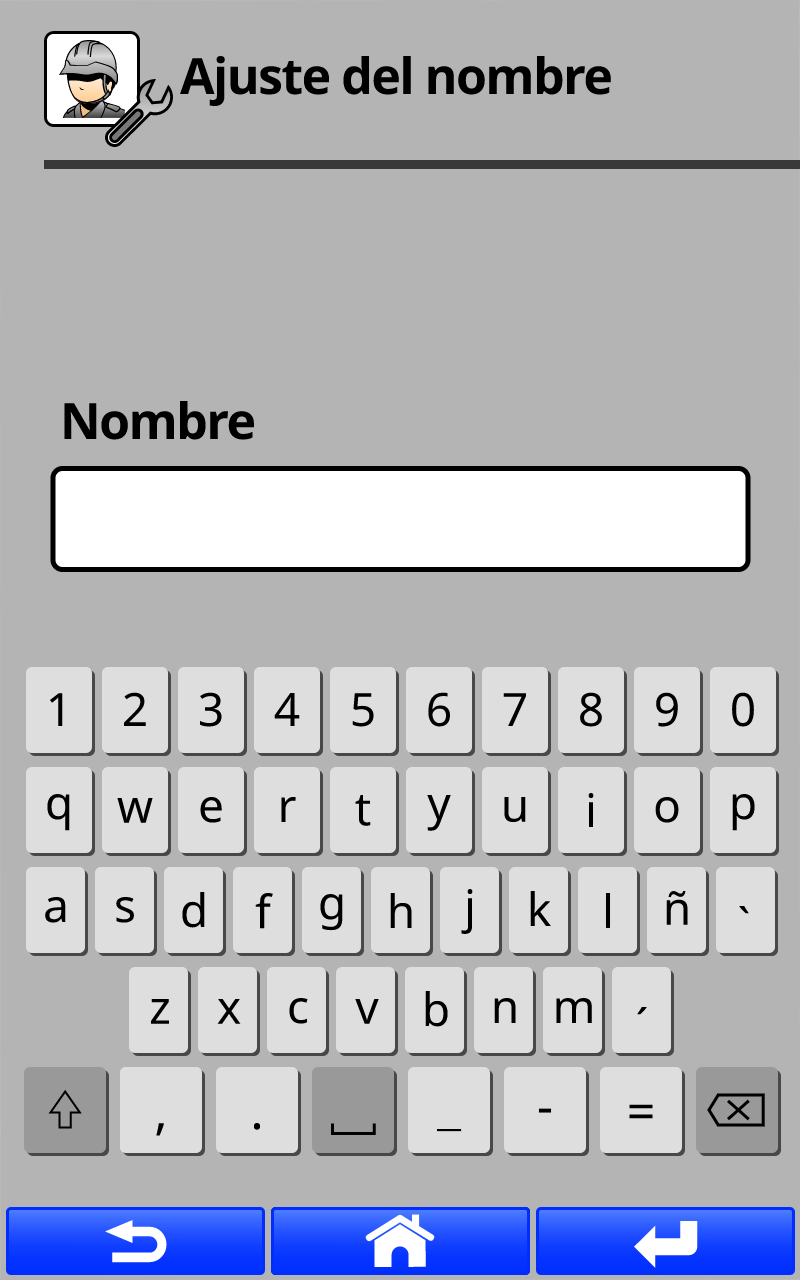 Ajuste del nombre
Nombre
1 2 3 4 5 6 7 8 9 0
q w e r t y u i o p
a s d f g h j k l ñ `
z x c v b n m ´
, . _ - =